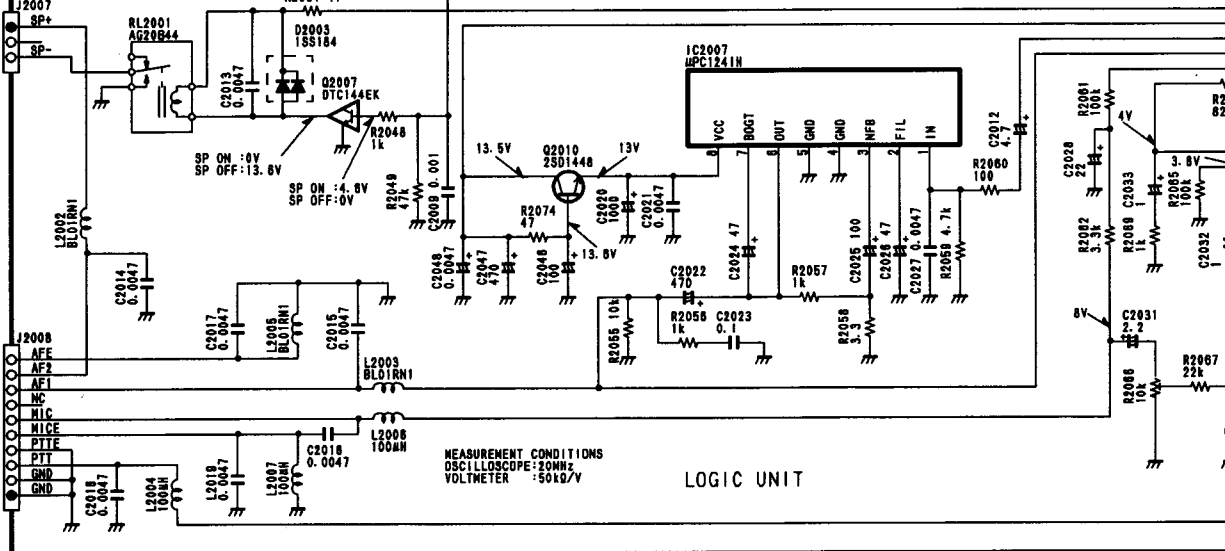 J2007
SP+
SP-
RL2001
AG20844
C2013
0.0047
D2003
1SS184
Q2007
DTC144EK
R2048
1k
SP ON :0V
SP OFF:13.6V
SP ON :4.8V
SP OFF:0V
R2049
47k
C2009 0.001
13.5V
Q2010
2SD1448
13V
R2074
47
13.6V
C2048
0.0047
C2047
470
C2046
100
C2020
1000
C2021
0.0047
IC2007
μPC1241H
VCC
BOGT
OUT
GND
GND
NFB
FIL
IN
8
7
6
5
4
3
2
1
C2012
4.7
R2060
100
C2024 47
C2025 100
C2026 47
C2027 0.0047
R2059 4.7k
R2057
1k
R2058
3.3
C2022
470
R2056
1k
C2023
0.1
R2055 10k
R2061
100k
C2028
22
R2062
3.3k
4V
C2033
1
R2069
1k
R2065
100k
3.8V
C2032
1
82
8V
C2031
2.2
R2066
10k
R2067
22k
L2002
BL01RN1
C2014
0.0047
C2017
0.0047
L2005
BL01RN1
C2015
0.0047
L2003
BL01RN1
J2008
AFE
AF2
AF1
NC
MIC
MICE
PTTE
PTT
GND
GND
L2006
100MH
C2016
0.0047
L2019
0.0047
L2007
100MH
C2018
0.0047
L2004
100MH
MEASUREMENT CONDITIONS
OSCILLOSCOPE:20MHz
VOLTMETER :50kΩ/V
LOGIC UNIT